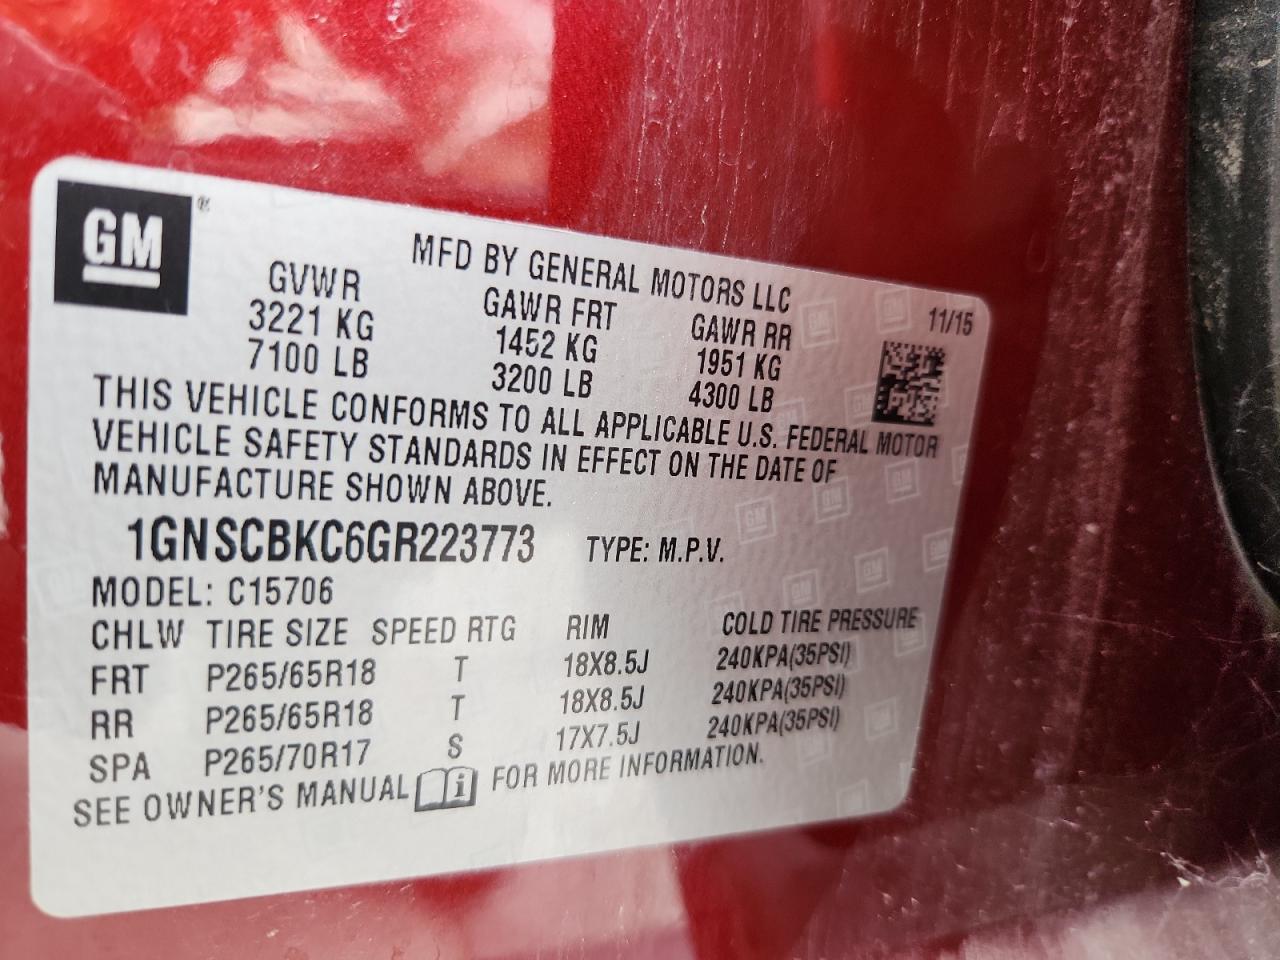 GM®
MFD BY GENERAL MOTORS LLC
11/15
GVWR GAWR FRT GAWR RR
3221 KG 1452 KG 1951 KG
7100 LB 3200 LB 4300 LB
THIS VEHICLE CONFORMS TO ALL APPLICABLE U.S. FEDERAL MOTOR
VEHICLE SAFETY STANDARDS IN EFFECT ON THE DATE OF
MANUFACTURE SHOWN ABOVE.
1GNSCBKC6GR223773 TYPE: M.P.V.
MODEL: C15706
CHLW TIRE SIZE SPEED RTG RIM COLD TIRE PRESSURE
FRT P265/65R18 T 18X8.5J 240KPA(35PSI)
RR P265/65R18 T 18X8.5J 240KPA(35PSI)
SPA P265/70R17 S 17X7.5J 240KPA(35PSI)
SEE OWNER'S MANUAL i FOR MORE INFORMATION.